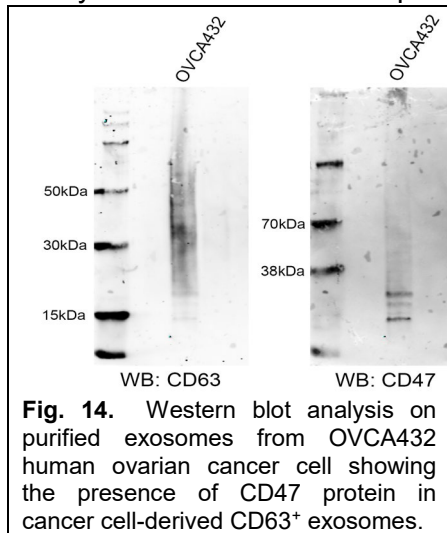 OVCA432
OVCA432
50kDa
30kDa
15kDa
70kDa
38kDa
WB: CD63
WB: CD47
Fig. 14. Western blot analysis on
purified exosomes from OVCA432
human ovarian cancer cell showing
the presence of CD47 protein in
cancer cell-derived CD63⁺ exosomes.